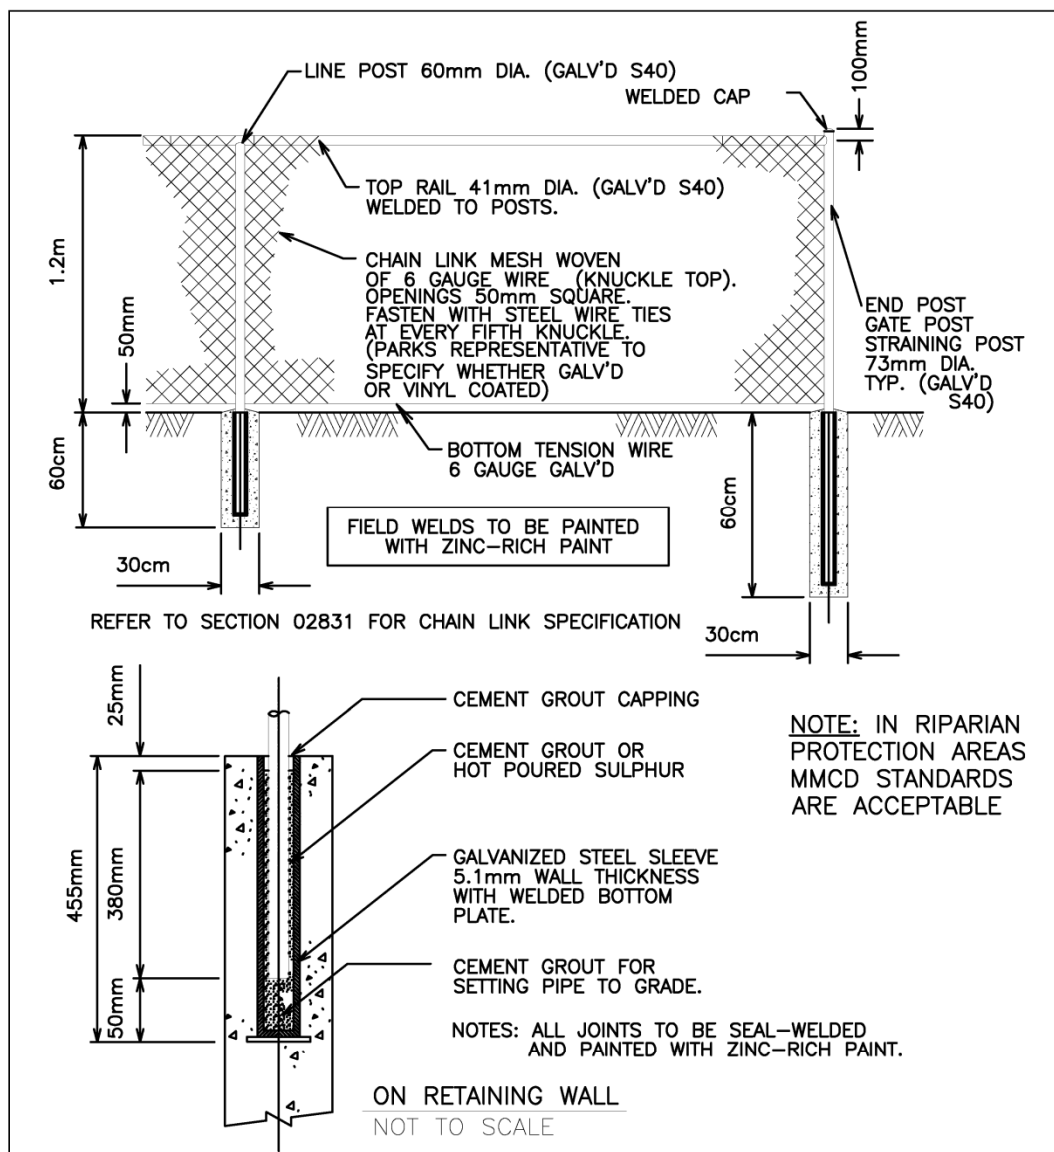 LINE POST 60mm DIA. (GALV'D S40)
WELDED CAP
100mm
TOP RAIL 41mm DIA. (GALV'D S40)
WELDED TO POSTS.
1.2m
CHAIN LINK MESH WOVEN
OF 6 GAUGE WIRE (KNUCKLE TOP).
OPENINGS 50mm SQUARE.
FASTEN WITH STEEL WIRE TIES
AT EVERY FIFTH KNUCKLE.
(PARKS REPRESENTATIVE TO
SPECIFY WHETHER GALV'D
OR VINYL COATED)
50mm
END POST
GATE POST
STRAINING POST
73mm DIA.
TYP. (GALV'D
S40)
BOTTOM TENSION WIRE
6 GAUGE GALV'D
60cm
60cm
FIELD WELDS TO BE PAINTED
WITH ZINC-RICH PAINT
30cm
REFER TO SECTION 02831 FOR CHAIN LINK SPECIFICATION
30cm
25mm
CEMENT GROUT CAPPING
CEMENT GROUT OR
HOT POURED SULPHUR
NOTE: IN RIPARIAN
PROTECTION AREAS
MMCD STANDARDS
ARE ACCEPTABLE
455mm
380mm
GALVANIZED STEEL SLEEVE
5.1mm WALL THICKNESS
WITH WELDED BOTTOM
PLATE.
50mm
CEMENT GROUT FOR
SETTING PIPE TO GRADE.
NOTES: ALL JOINTS TO BE SEAL-WELDED
AND PAINTED WITH ZINC-RICH PAINT.
ON RETAINING WALL
NOT TO SCALE